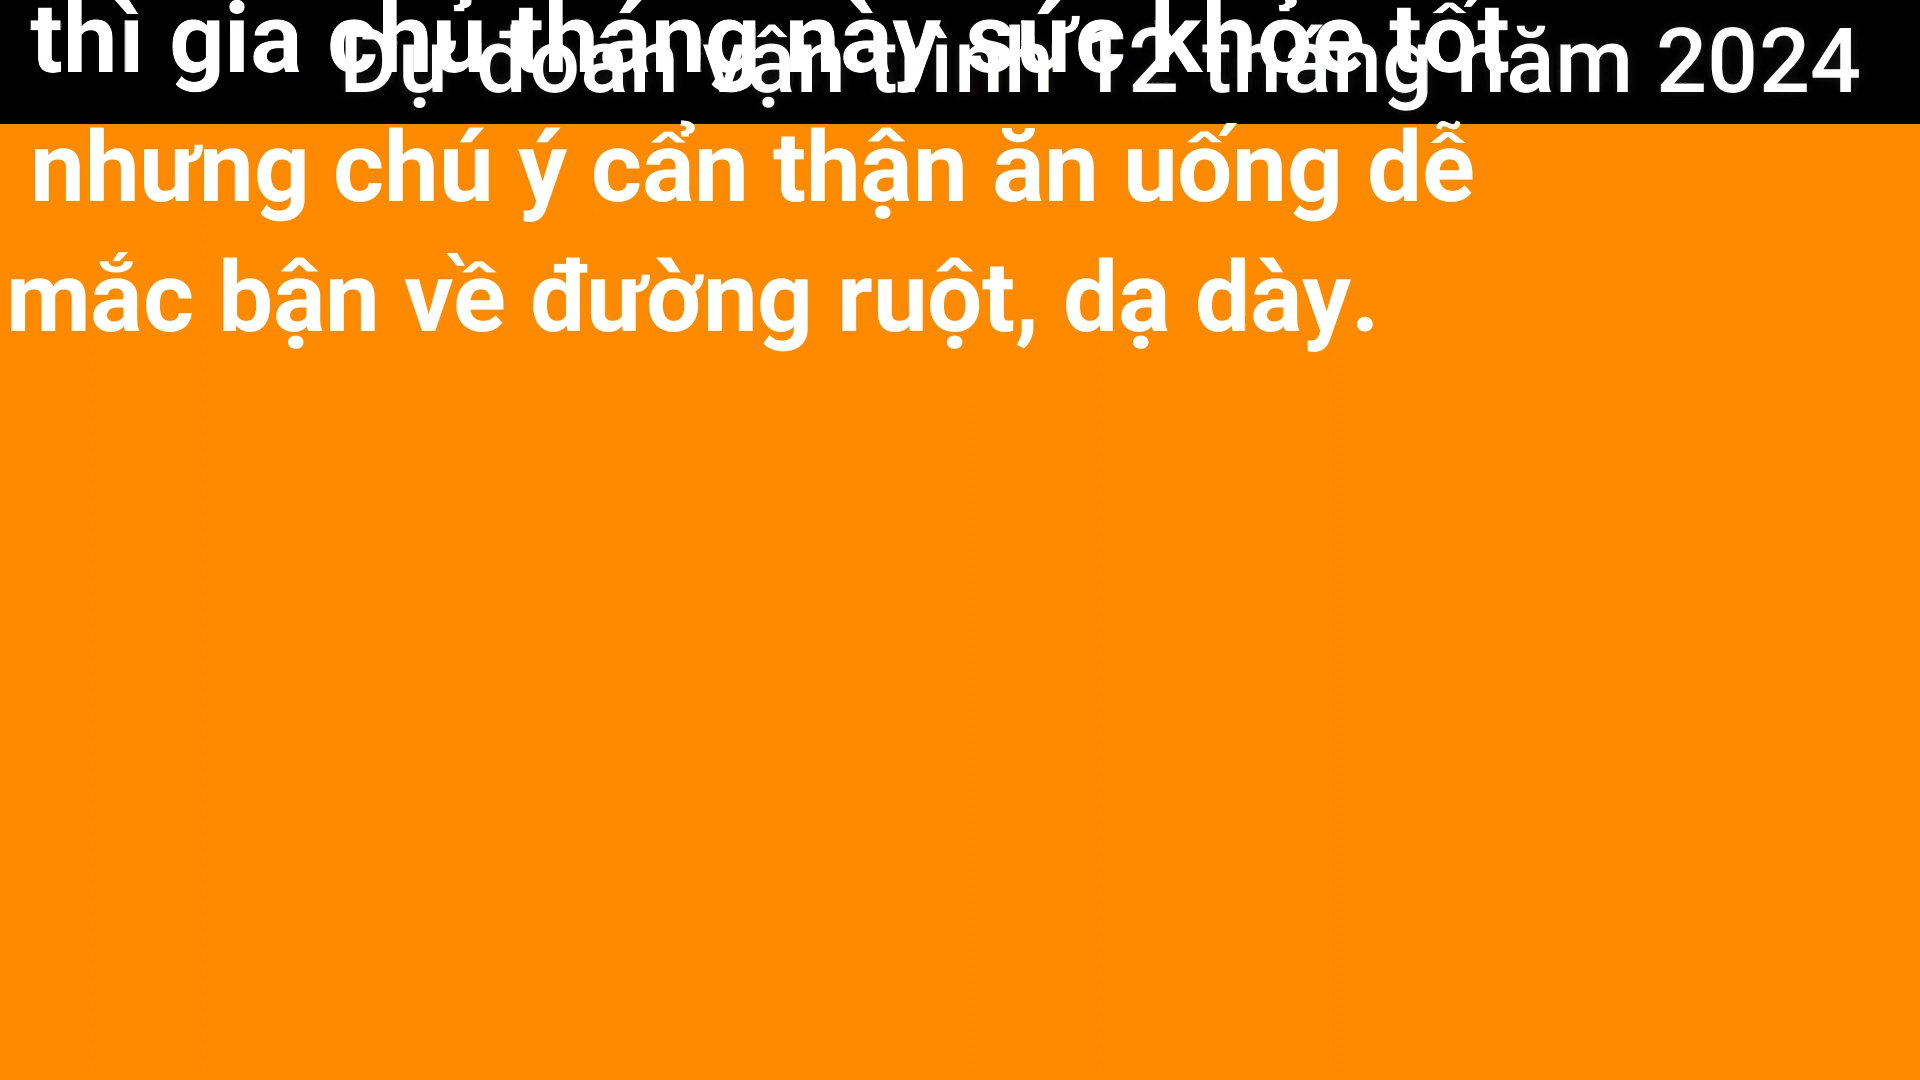 thì gia chủ tháng này sức khỏe tốt
Dự đoán vận trình 12 tháng năm 2024
nhưng chú ý cẩn thận ăn uống dễ
mắc bận về đường ruột, dạ dày.